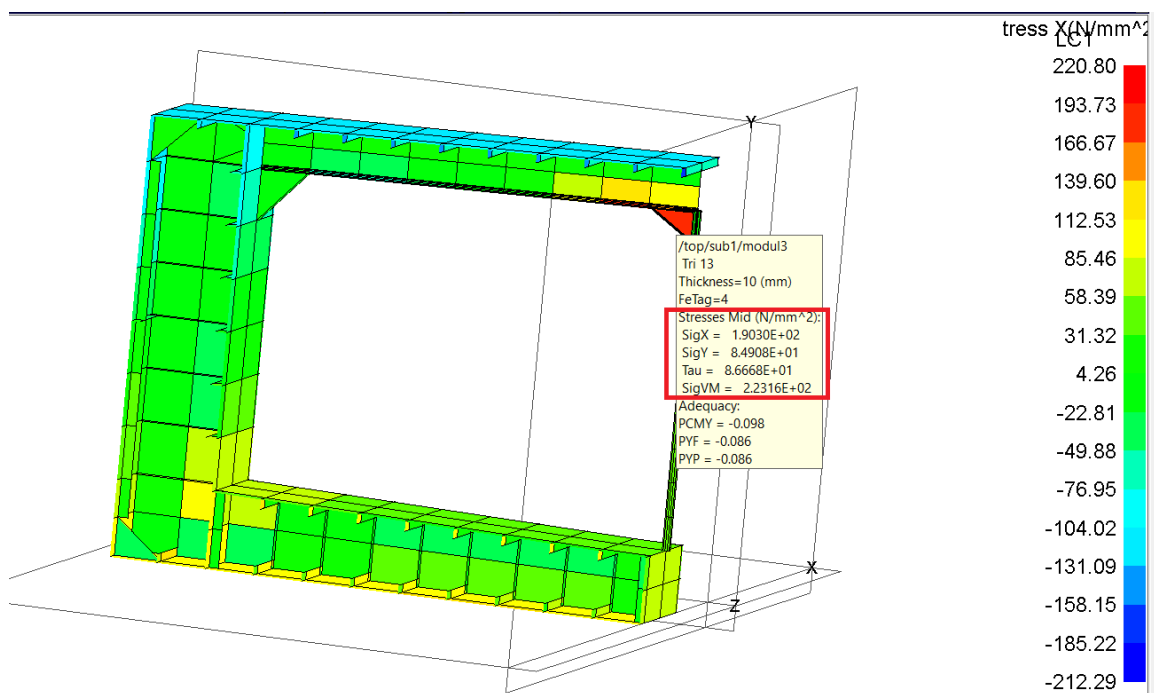 tress X(N/mm^2
LC1
220.80
193.73
166.67
139.60
112.53
85.46
58.39
31.32
4.26
-22.81
-49.88
-76.95
-104.02
-131.09
-158.15
-185.22
-212.29
Y
/top/sub1/modul3
Tri 13
Thickness=10 (mm)
FeTag=4
Stresses Mid (N/mm^2):
SigX = 1.9030E+02
SigY = 8.4908E+01
Tau = 8.6668E+01
SigVM = 2.2316E+02
Adequacy:
PCMY = -0.098
PYF = -0.086
PYP = -0.086
X
Z